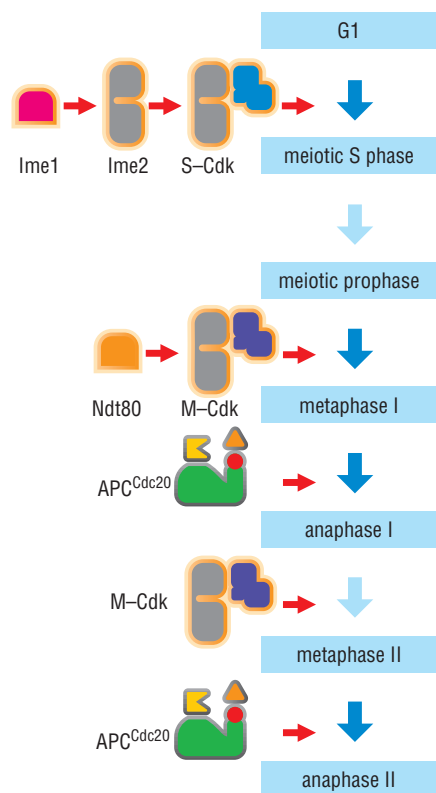 G1
Ime1
Ime2
S–Cdk
meiotic S phase
meiotic prophase
Ndt80
M–Cdk
metaphase I
APCCdc20
anaphase I
M–Cdk
metaphase II
APCCdc20
anaphase II